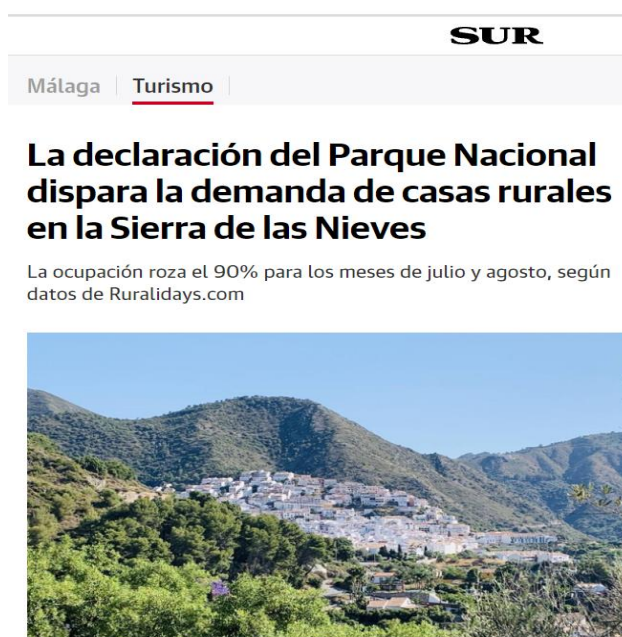 SUR
Málaga
Turismo
La declaración del Parque Nacional
dispara la demanda de casas rurales
en la Sierra de las Nieves
La ocupación roza el 90% para los meses de julio y agosto, según
datos de Ruralidays.com